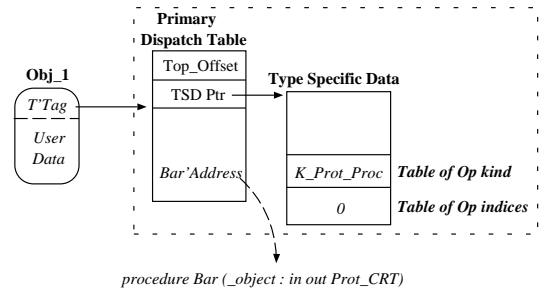 Primary
Dispatch Table
Obj_1
Top_Offset
Type Specific Data
T'Tag
TSD Ptr
User
Data
Bar'Address
K_Prot_Proc
Table of Op kind
0
Table of Op indices
procedure Bar (_object : in out Prot_CRT)